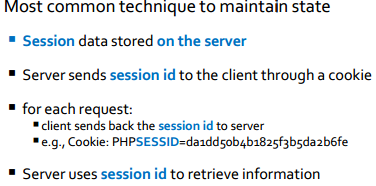 Most common technique to maintain state
▪ Session data stored on the server
▪ Server sends session id to the client through a cookie
▪ for each request:
▪ client sends back the session id to server
▪ e.g., Cookie: PHPSESSID=da1dd50b4b1825f3b5da2b6fe
▪ Server uses session id to retrieve information